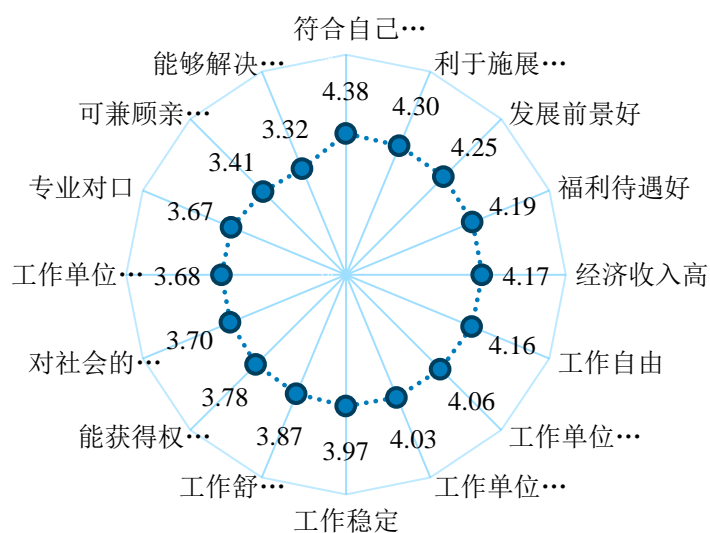 符合自己…
能够解决…
利于施展…
4.38
4.30
可兼顾亲…
发展前景好
3.32
4.25
3.41
专业对口
福利待遇好
3.67
4.19
工作单位…
3.68
4.17
经济收入高
3.70
4.16
对社会的…
工作自由
3.78
4.06
能获得权…
3.87
3.97
4.03
工作单位…
工作舒…
工作单位…
工作稳定